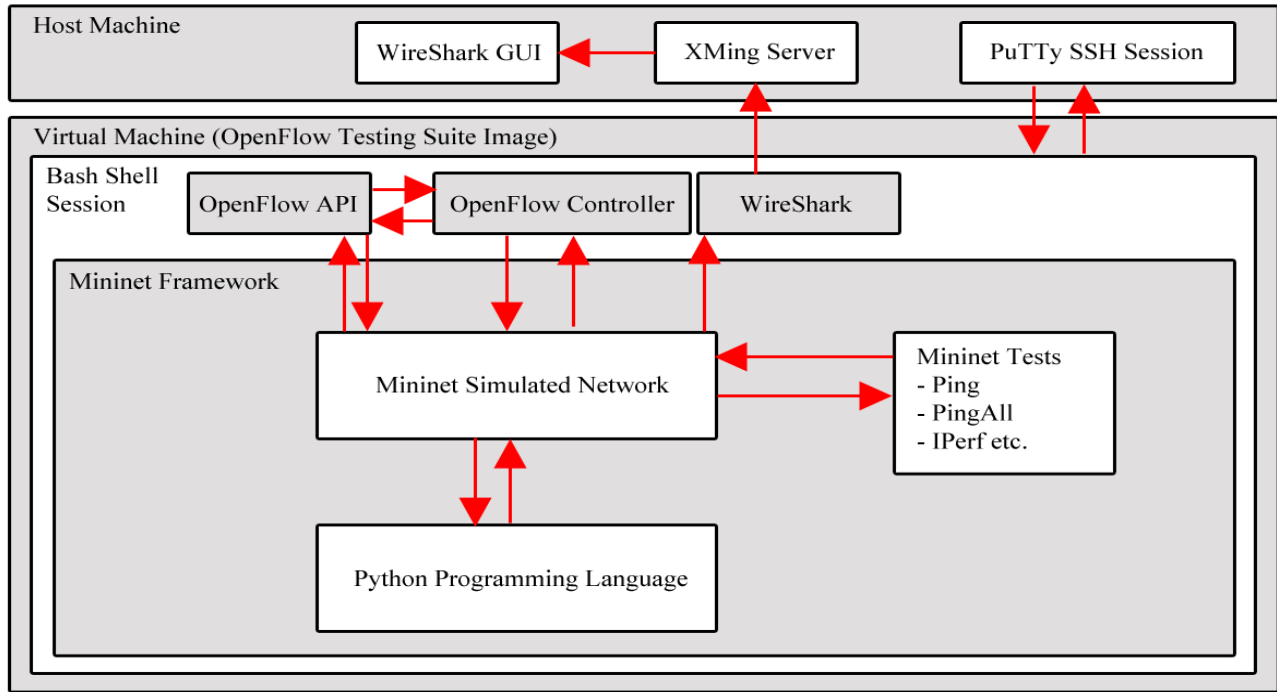 Host Machine
WireShark GUI
XMing Server
PuTTy SSH Session
Virtual Machine (OpenFlow Testing Suite Image)
Bash Shell
Session
OpenFlow API
OpenFlow Controller
WireShark
Mininet Framework
Mininet Simulated Network
Mininet Tests
- Ping
- PingAll
- IPerf etc.
Python Programming Language